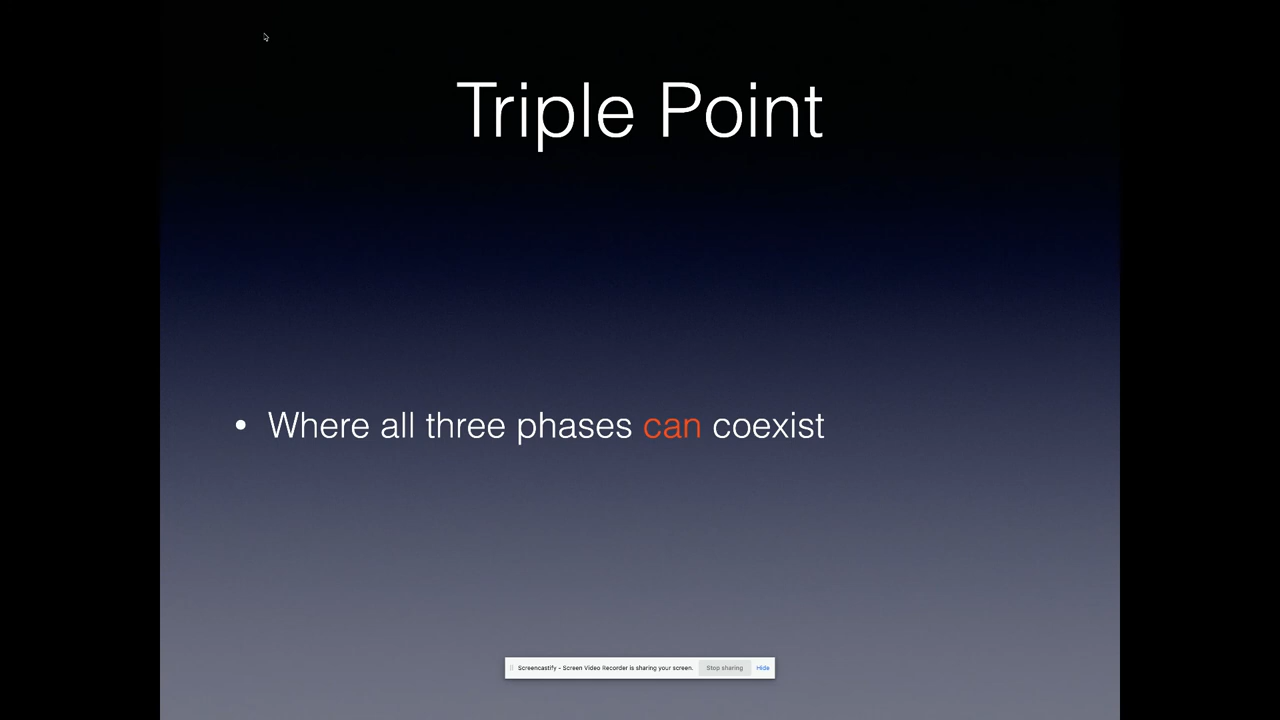 Triple Point
• Where all three phases can coexist
Screencastify - Screen Video Recorder is sharing your screen. Stop sharing Hide